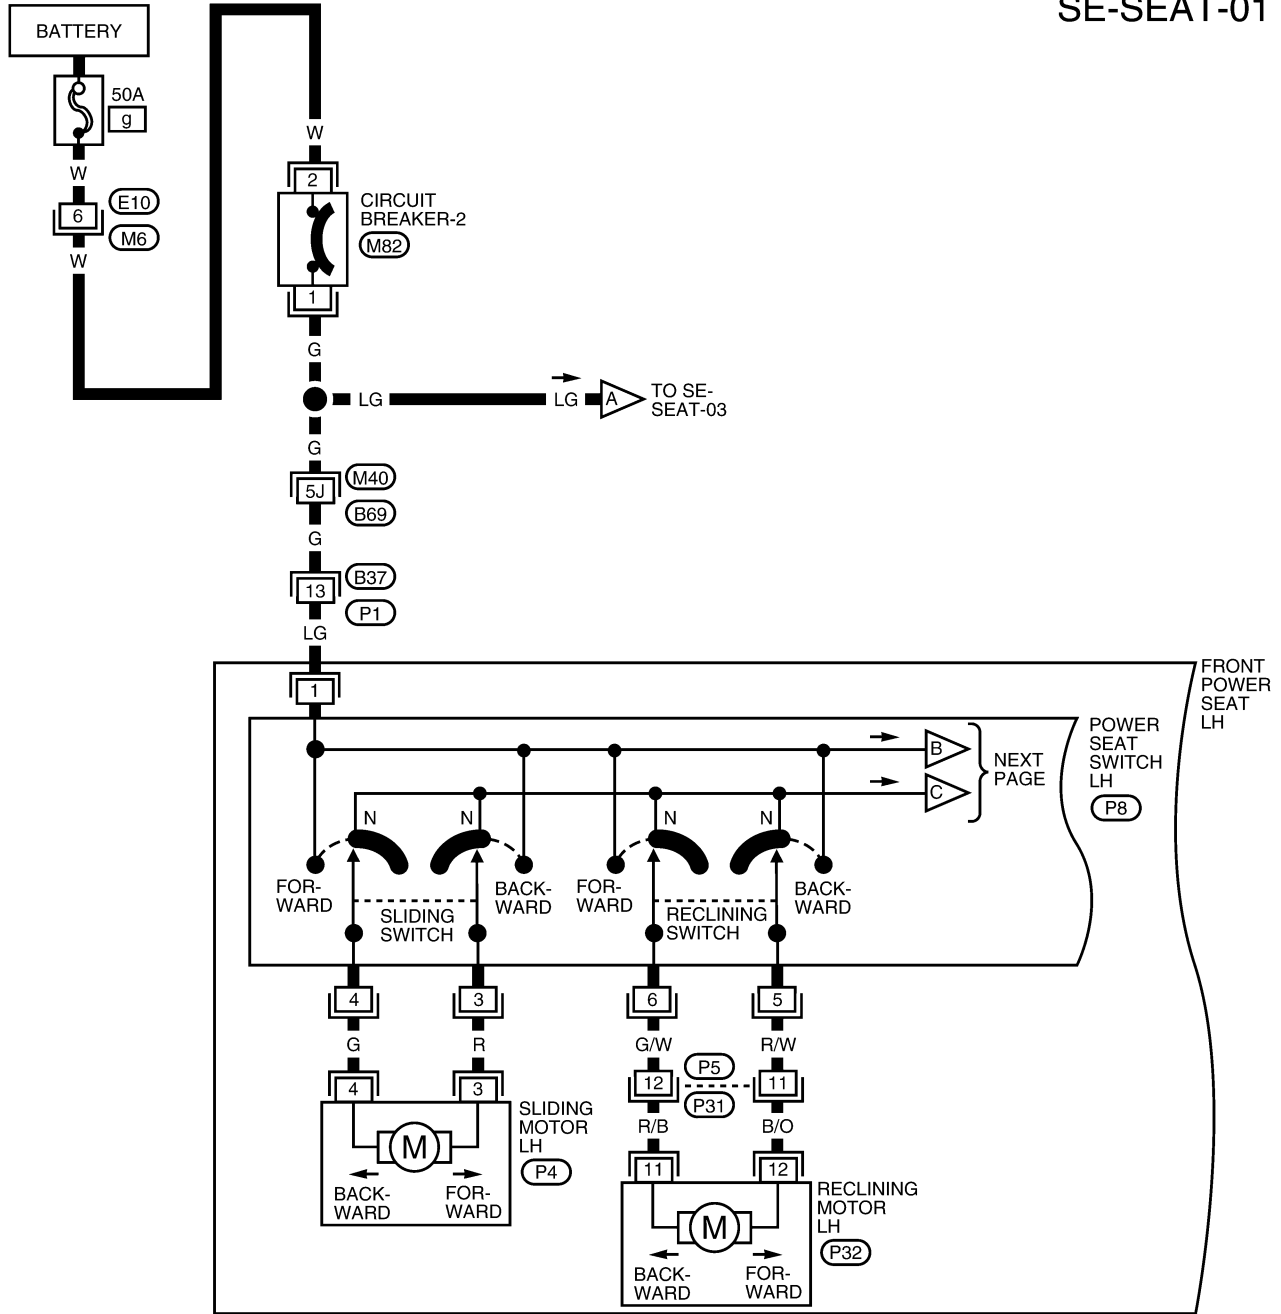 SE-SEAT-01
BATTERY
50A
g
W
6
E10
M6
W
W
2
CIRCUIT
BREAKER-2
M82
1
G
LG
LG
A
TO SE-
SEAT-03
G
5J
M40
B69
G
13
B37
P1
LG
1
FRONT
POWER
SEAT
LH
POWER
SEAT
SWITCH
LH
P8
B
C
NEXT
PAGE
N
N
N
N
FOR-
WARD
BACK-
WARD
FOR-
WARD
BACK-
WARD
SLIDING
SWITCH
RECLINING
SWITCH
4
3
6
5
G
R
G/W
R/W
4
3
12
P5
P31
11
R/B
B/O
M
BACK-
WARD
FOR-
WARD
SLIDING
MOTOR
LH
P4
11
12
M
BACK-
WARD
FOR-
WARD
RECLINING
MOTOR
LH
P32